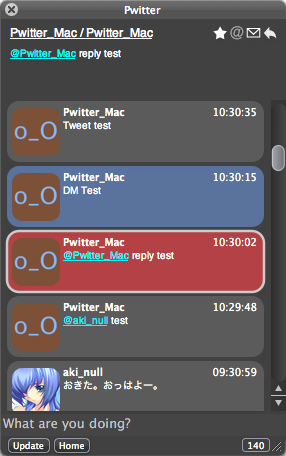 Pwitter
Pwitter_Mac / Pwitter_Mac
@
@Pwitter_Mac reply test
Pwitter_Mac 10:30:35
Tweet test
o_O
Pwitter_Mac 10:30:15
DM Test
o_O
Pwitter_Mac 10:30:02
@Pwitter_Mac reply test
o_O
Pwitter_Mac 10:29:48
@aki_null test
o_O
aki_null 09:30:59
おきた。おっはよー。
What are you doing?
Update Home 140